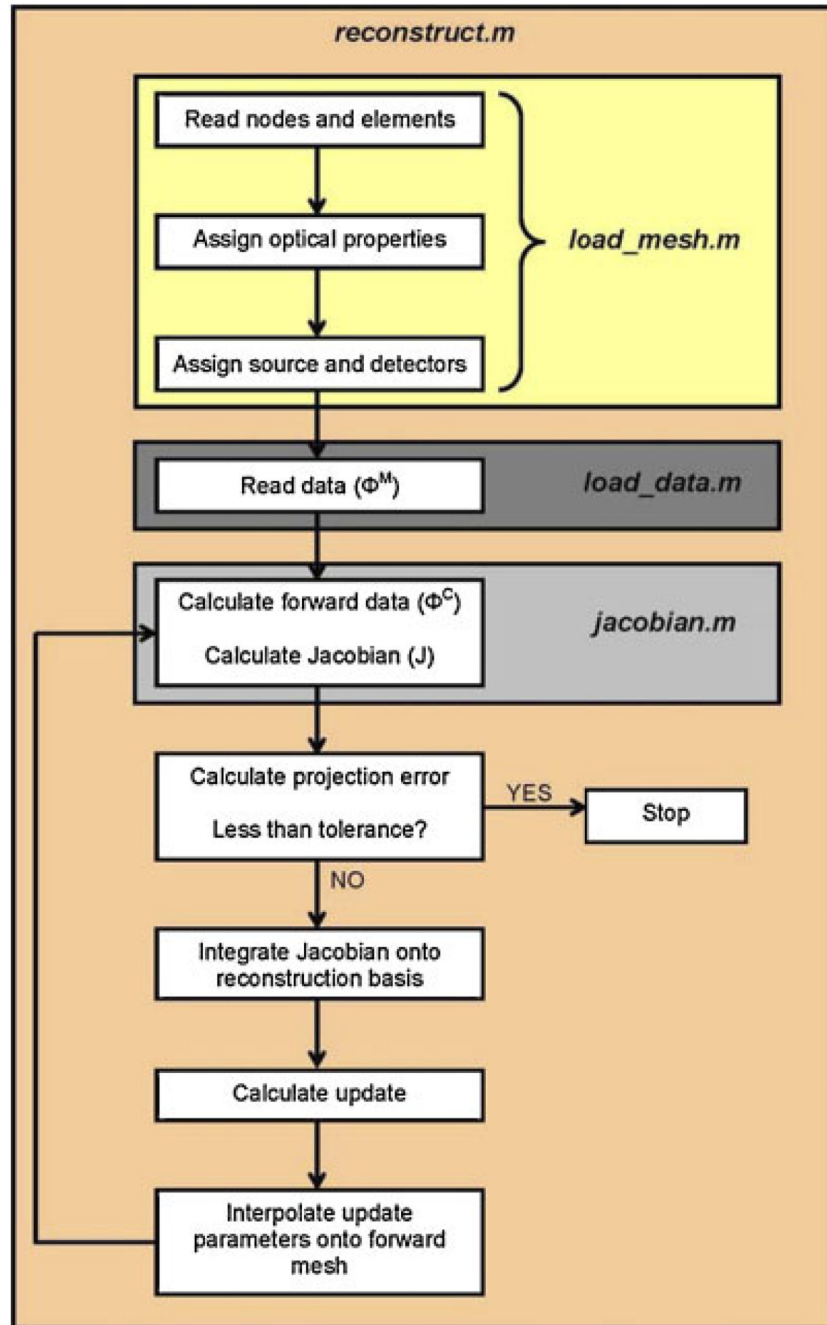 reconstruct.m
Read nodes and elements
Assign optical properties
load_mesh.m
Assign source and detectors
Read data (Φᴹ)
load_data.m
Calculate forward data (Φᶜ)
Calculate Jacobian (J)
jacobian.m
Calculate projection error
Less than tolerance?
YES
Stop
NO
Integrate Jacobian onto
reconstruction basis
Calculate update
Interpolate update
parameters onto forward
mesh